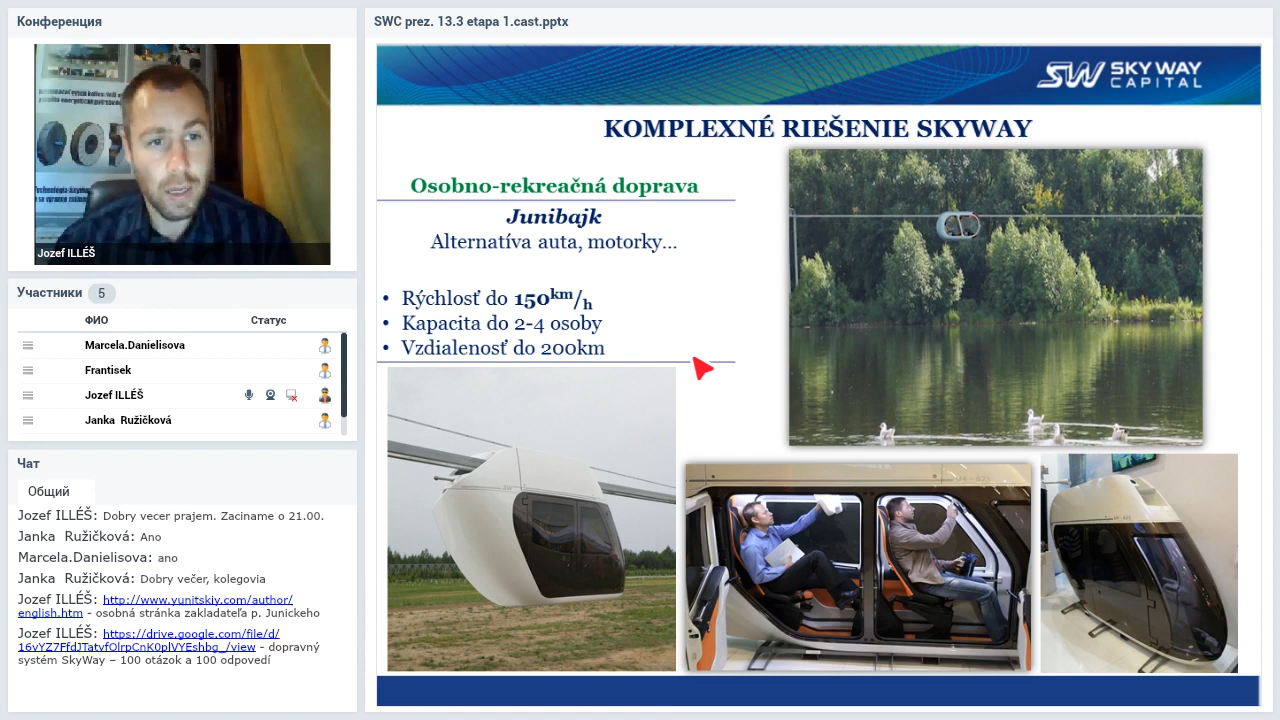 Конференция
Jozef ILLÉŠ
Участники 5
ФИО Статус
Marcela.Danielisova
Frantisek
Jozef ILLÉŠ
Janka Ružičková
Чат
Общий
Jozef ILLÉŠ: Dobry vecer prajem. Zaciname o 21.00.
Janka Ružičková: Ano
Marcela.Danielisova: ano
Janka Ružičková: Dobry večer, kolegovia
Jozef ILLÉŠ: http://www.yunitskiy.com/author/
english.htm - osobná stránka zakladateľa p. Junickeho
Jozef ILLÉŠ: https://drive.google.com/file/d/
16vYZ7FfdJTatvfOlrpCnK0plVYEshbg_/view - dopravný
systém SkyWay – 100 otázok a 100 odpovedí
SWC prez. 13.3 etapa 1.cast.pptx
SW SKY WAY
CAPITAL
KOMPLEXNÉ RIEŠENIE SKYWAY
Osobno-rekreačná doprava
Junibajk
Alternatíva auta, motorky...
• Rýchlosť do 150km/h
• Kapacita do 2-4 osoby
• Vzdialenosť do 200km